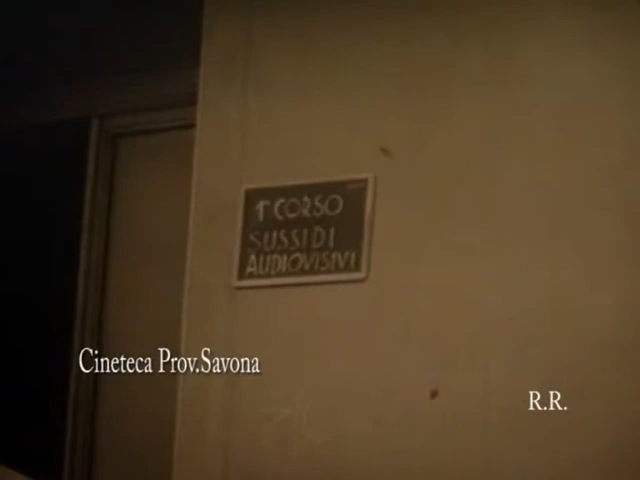 1° CORSO
SUSSIDI
AUDIOVISIVI
Cineteca Prov.Savona
R.R.